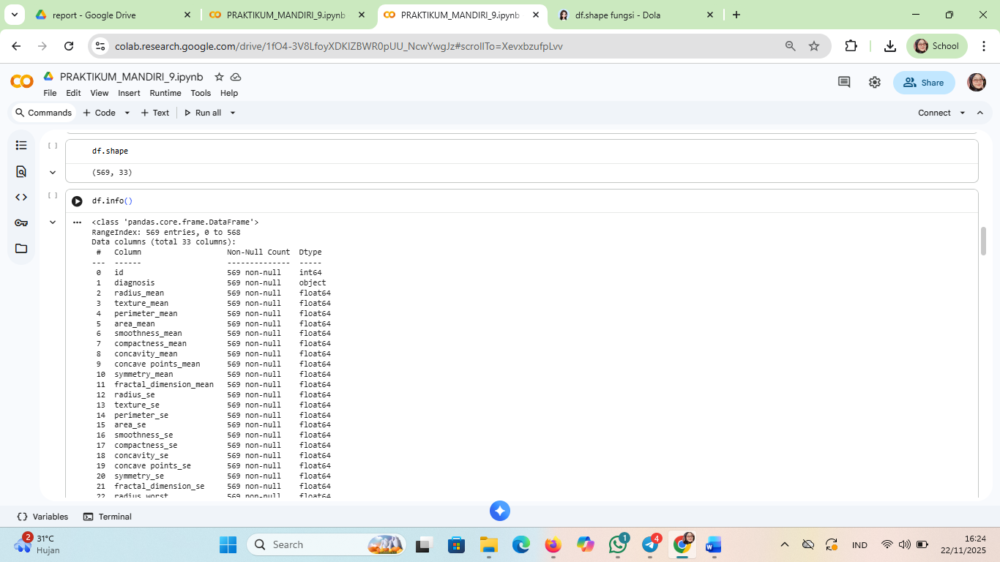 report - Google Drive
PRAKTIKUM_MANDIRI_9.ipynb
PRAKTIKUM_MANDIRI_9.ipynb
df.shape fungsi - Dola
colab.research.google.com/drive/1fO4-3V8LfoyXDKIZBWR0pUU_NcwYwgJz#scrollTo=XevxbzufpLvv
School
PRAKTIKUM_MANDIRI_9.ipynb
File Edit View Insert Runtime Tools Help
Share
Commands + Code + Text Run all
Connect
[ ] df.shape
(569, 33)
[ ] df.info()
<class 'pandas.core.frame.DataFrame'>
RangeIndex: 569 entries, 0 to 568
Data columns (total 33 columns):
# Column Non-Null Count Dtype
--- ------ -------------- -----
0 id 569 non-null int64
1 diagnosis 569 non-null object
2 radius_mean 569 non-null float64
3 texture_mean 569 non-null float64
4 perimeter_mean 569 non-null float64
5 area_mean 569 non-null float64
6 smoothness_mean 569 non-null float64
7 compactness_mean 569 non-null float64
8 concavity_mean 569 non-null float64
9 concave points_mean 569 non-null float64
10 symmetry_mean 569 non-null float64
11 fractal_dimension_mean 569 non-null float64
12 radius_se 569 non-null float64
13 texture_se 569 non-null float64
14 perimeter_se 569 non-null float64
15 area_se 569 non-null float64
16 smoothness_se 569 non-null float64
17 compactness_se 569 non-null float64
18 concavity_se 569 non-null float64
19 concave points_se 569 non-null float64
20 symmetry_se 569 non-null float64
21 fractal_dimension_se 569 non-null float64
22 radius_worst 569 non-null float64
Variables Terminal
2
31°C
Hujan
Search
1
4
IND
16:24
22/11/2025